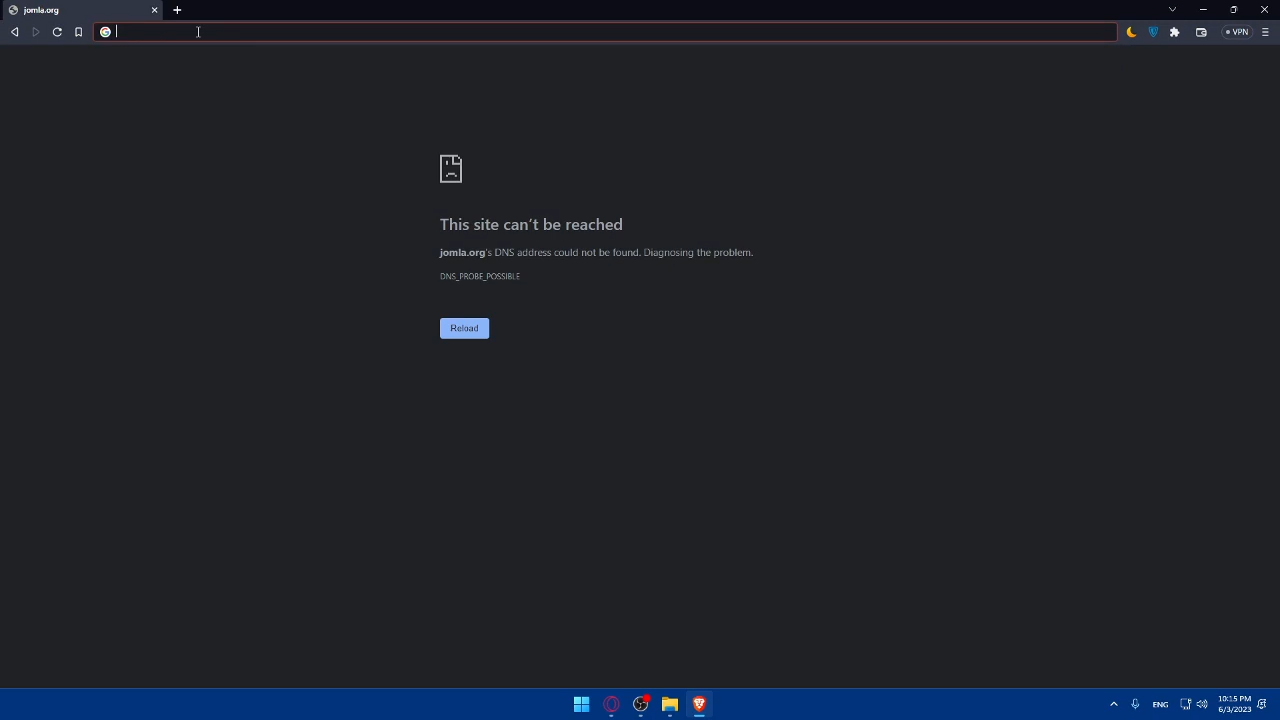 jomla.org
VPN
This site can't be reached
jomla.org's DNS address could not be found. Diagnosing the problem.
DNS_PROBE_POSSIBLE
Reload
ENG
10:15 PM
6/3/2023